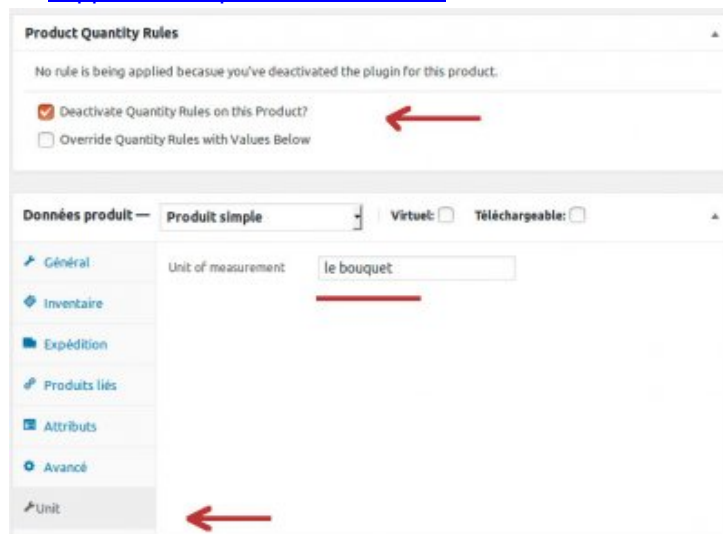 Product Quantity Rules
No rule is being applied becasue you've deactivated the plugin for this product.
Deactivate Quantity Rules on this Product?
Override Quantity Rules with Values Below
Données produit — Produit simple Virtuel: Téléchargeable:
Général
Unit of measurement le bouquet
Inventaire
Expédition
Produits liés
Attributs
Avancé
Unit